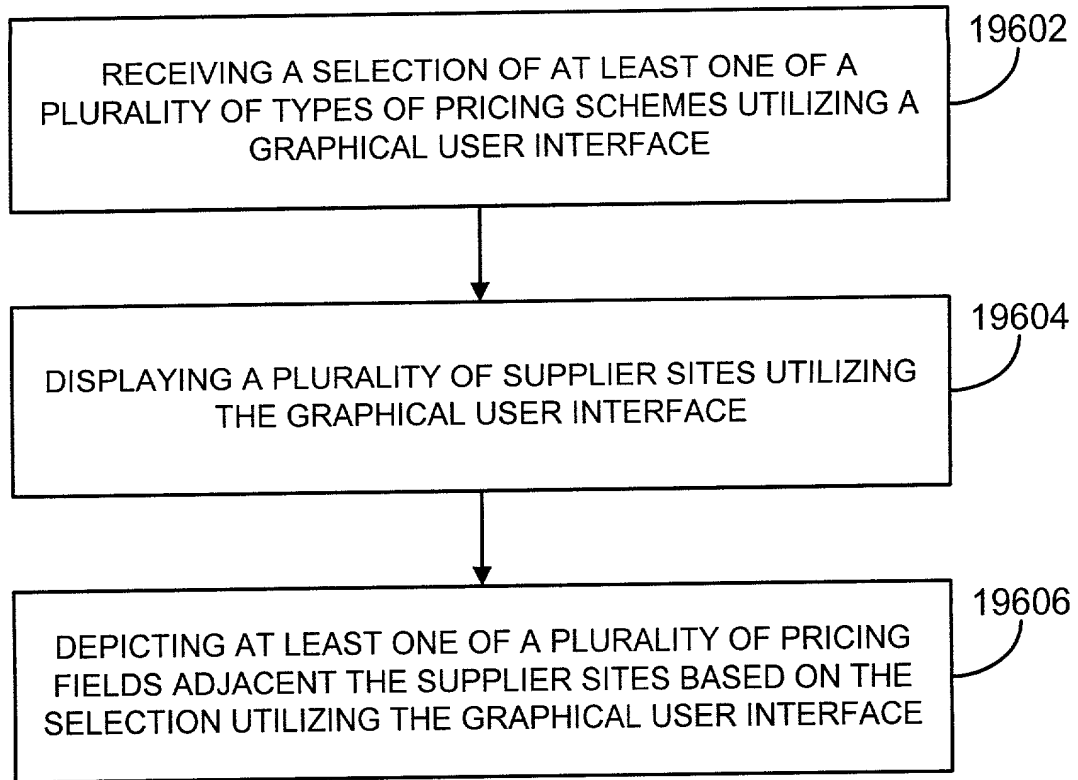 19602
RECEIVING A SELECTION OF AT LEAST ONE OF A
PLURALITY OF TYPES OF PRICING SCHEMES UTILIZING A
GRAPHICAL USER INTERFACE
19604
DISPLAYING A PLURALITY OF SUPPLIER SITES UTILIZING
THE GRAPHICAL USER INTERFACE
19606
DEPICTING AT LEAST ONE OF A PLURALITY OF PRICING
FIELDS ADJACENT THE SUPPLIER SITES BASED ON THE
SELECTION UTILIZING THE GRAPHICAL USER INTERFACE